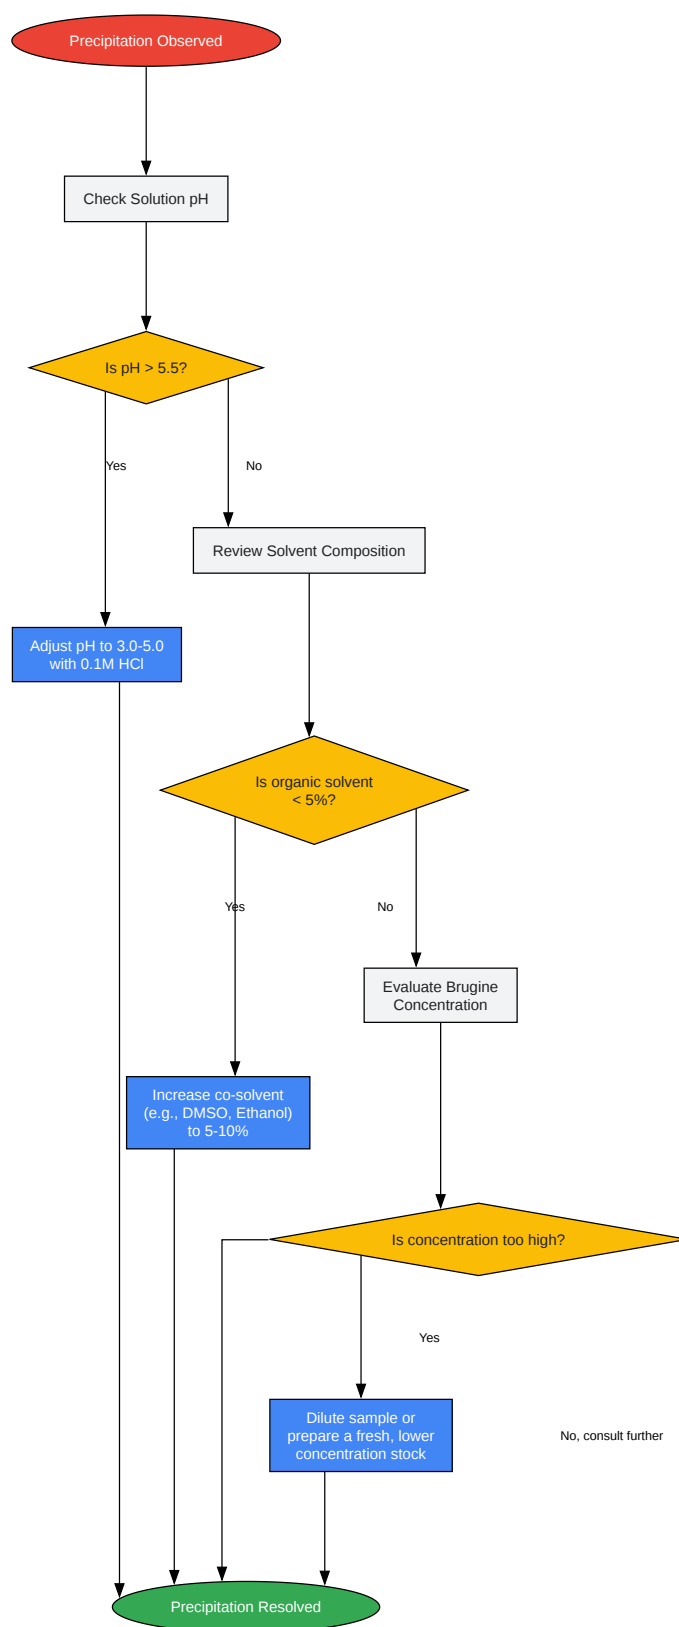 Precipitation Observed
Check Solution pH
Is pH > 5.5?
Yes
No
Review Solvent Composition
Adjust pH to 3.0-5.0
with 0.1M HCl
Is organic solvent
< 5%?
Yes
No
Evaluate Brugine
Concentration
Increase co-solvent
(e.g., DMSO, Ethanol)
to 5-10%
Is concentration too high?
Yes
Dilute sample or
prepare a fresh, lower
concentration stock
No, consult further
Precipitation Resolved